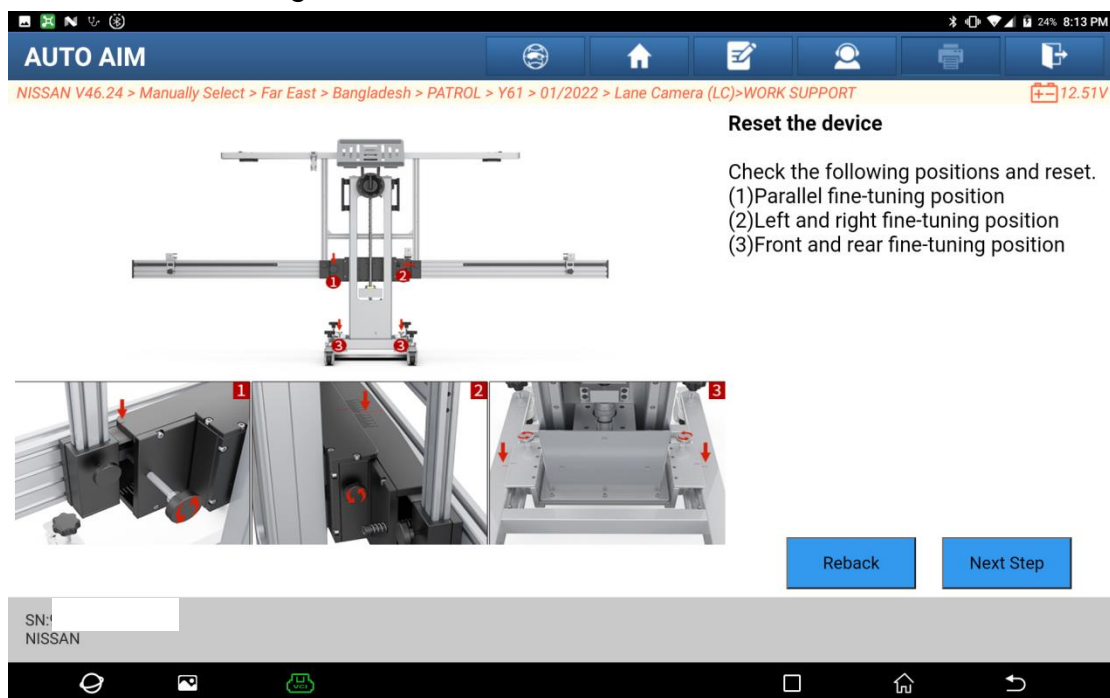 24% 8:13 PM
AUTO AIM
NISSAN V46.24 > Manually Select > Far East > Bangladesh > PATROL > Y61 > 01/2022 > Lane Camera (LC)>WORK SUPPORT
12.51V
Reset the device
Check the following positions and reset.
(1)Parallel fine-tuning position
(2)Left and right fine-tuning position
(3)Front and rear fine-tuning position
1
2
3
3
1
2
3
Reback
Next Step
SN:
NISSAN
VCI